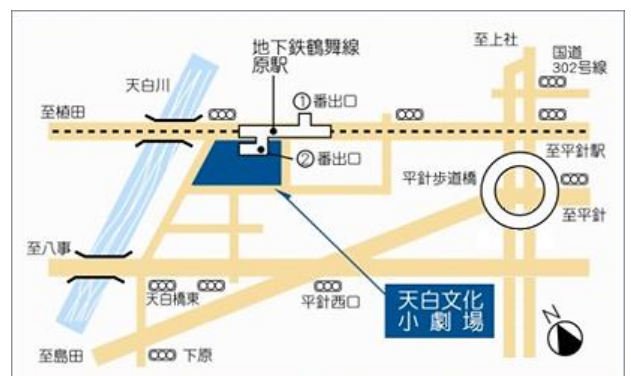 地下鉄鶴舞線
原駅
至上社
国道
302号線
天白川
①番出口
至植田
至平針駅
②番出口
平針歩道橋
至平針
至八事
天白橋東
平針西口
天白文化
小劇場
至島田
下原
N